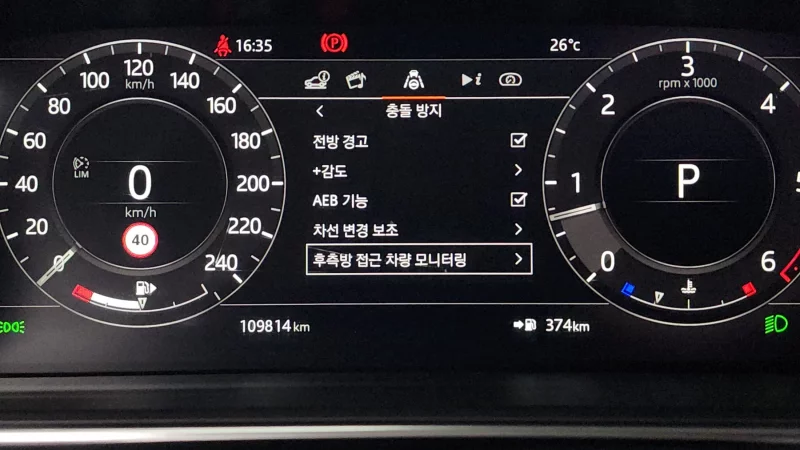 16:35
(P)
26°c
120
km/h
100
140
80
160
60
180
40
200
20
220
0
240
LIM
0
km/h
40
충돌 방지
전방 경고
+감도
AEB 기능
차선 변경 보조
후측방 접근 차량 모니터링
3
rpm x 1000
2
4
1
5
0
6
P
109814 km
374km